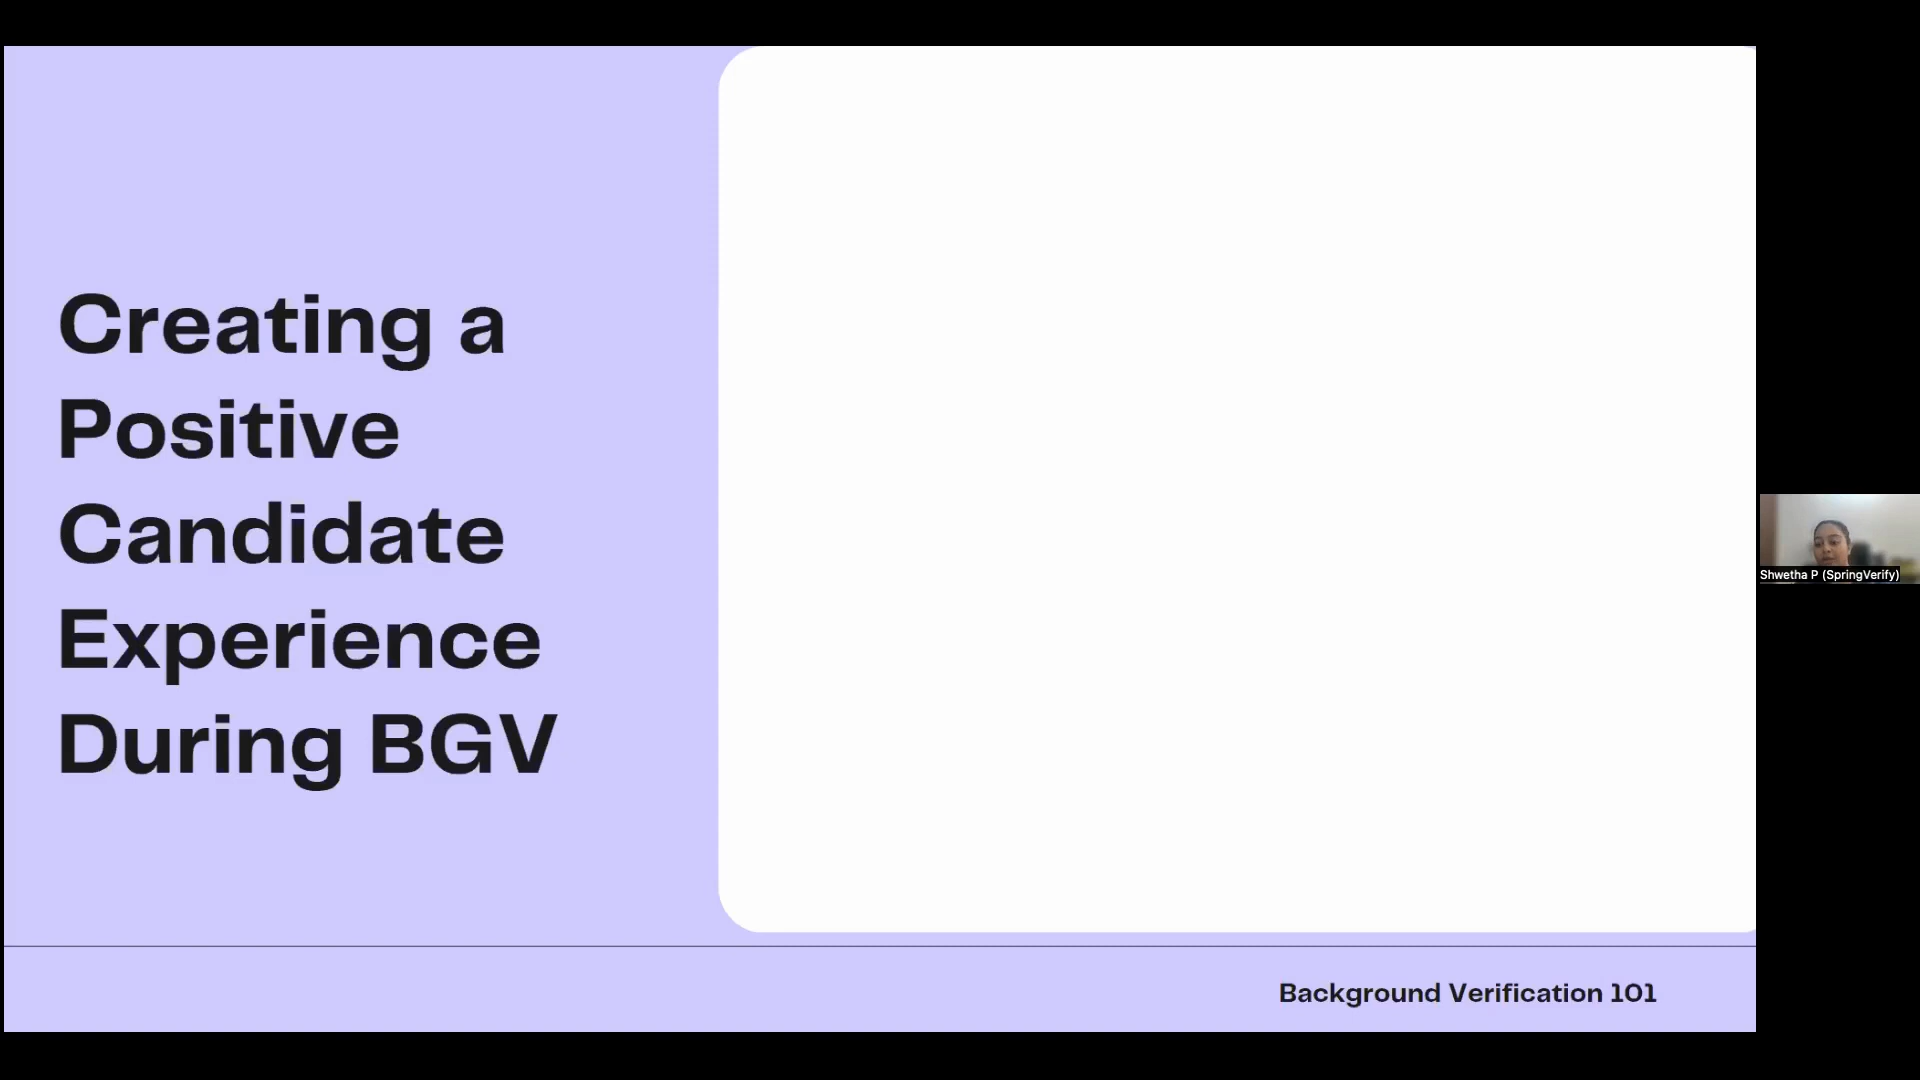 Creating a
Positive
Candidate
Experience
During BGV
Shwetha P (SpringVerify)
Background Verification 101